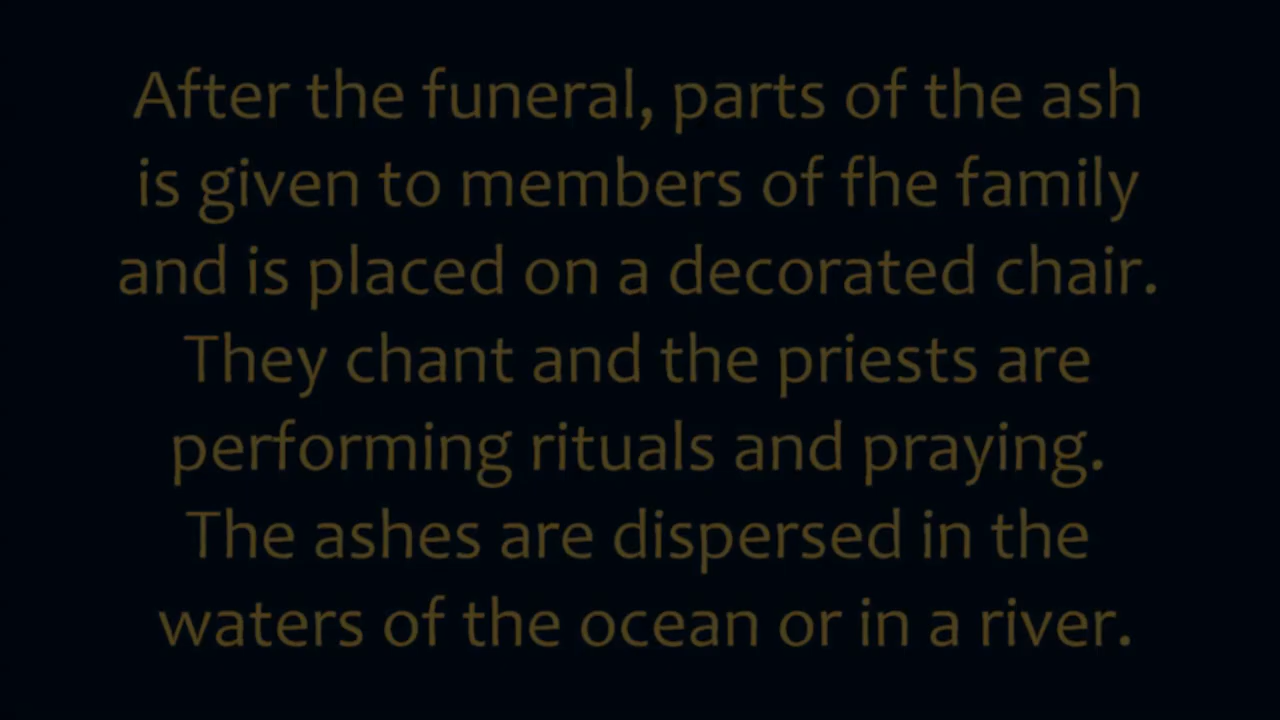 After the funeral, parts of the ash
is given to members of fhe family
and is placed on a decorated chair.
They chant and the priests are
performing rituals and praying.
The ashes are dispersed in the
waters of the ocean or in a river.